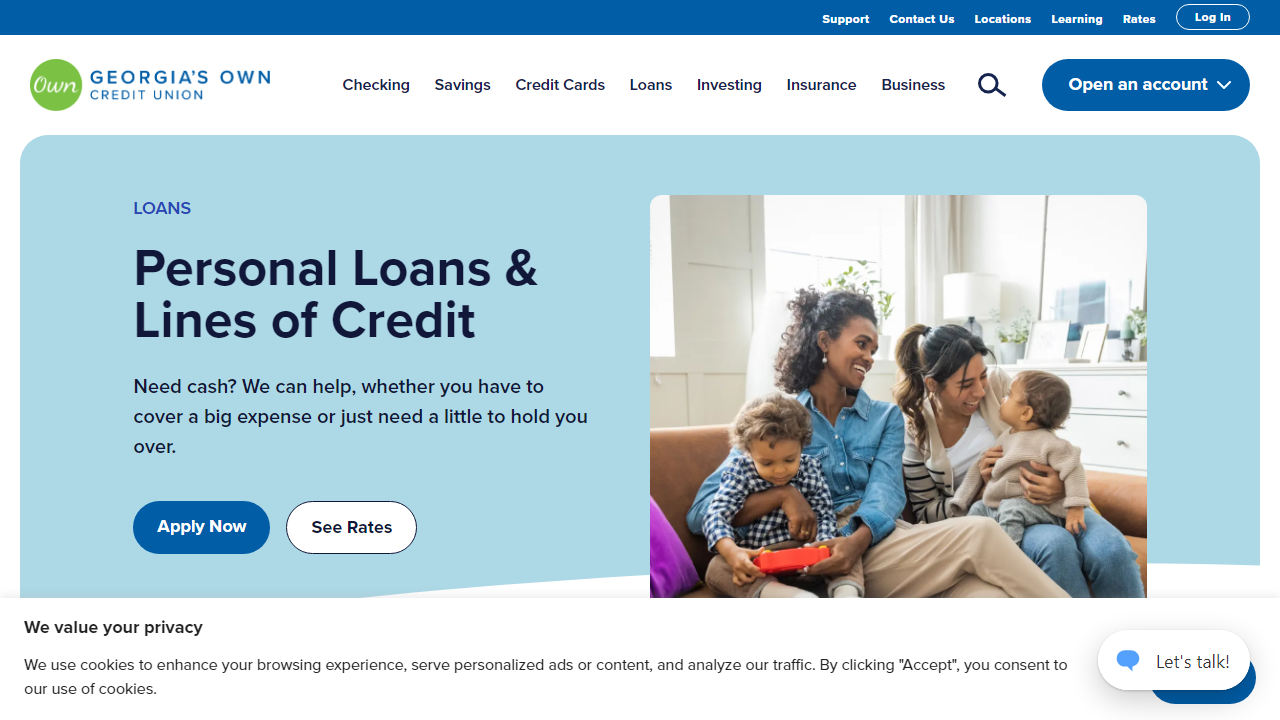 Support Contact Us Locations Learning Rates Log In
Own GEORGIA'S OWN
CREDIT UNION
Checking Savings Credit Cards Loans Investing Insurance Business Open an account
LOANS
Personal Loans &
Lines of Credit
Need cash? We can help, whether you have to
cover a big expense or just need a little to hold you
over.
Apply Now See Rates
We value your privacy
We use cookies to enhance your browsing experience, serve personalized ads or content, and analyze our traffic. By clicking "Accept", you consent to
our use of cookies.
Let's talk!